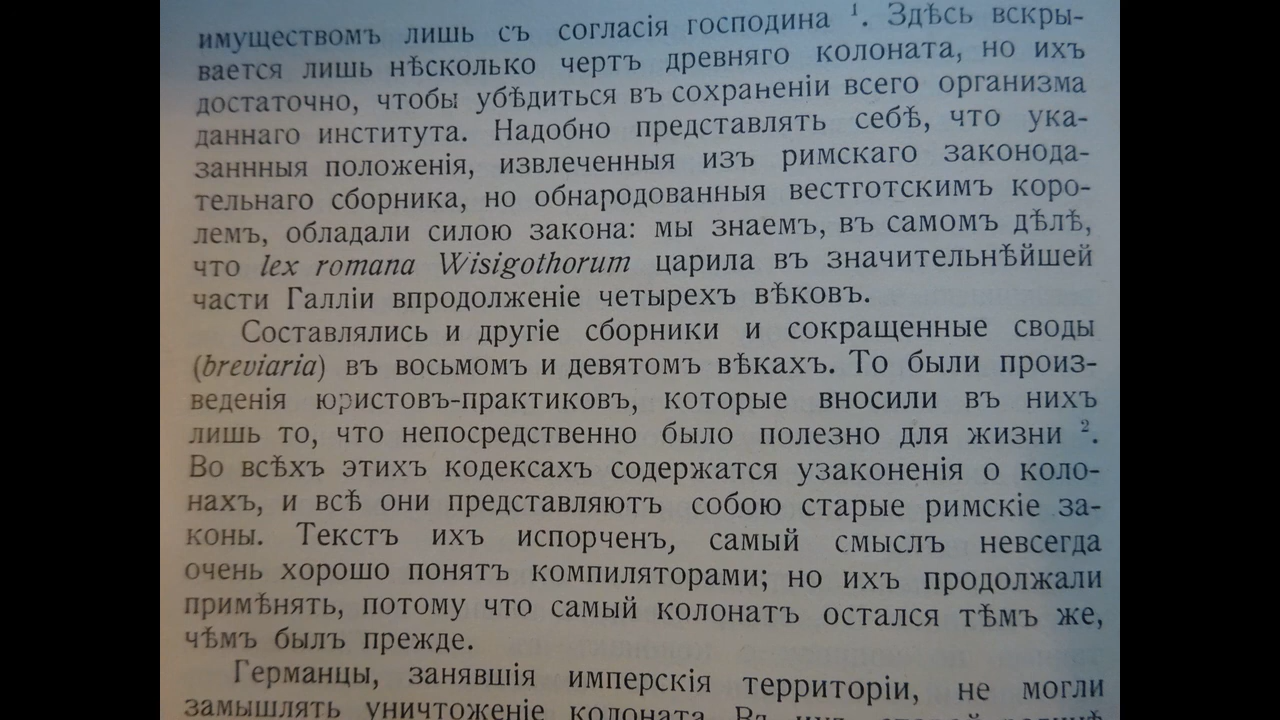 имуществомъ лишь съ согласія господина ¹. Здѣсь вскры-
вается лишь нѣсколько чертъ древняго колоната, но ихъ
достаточно, чтобы убѣдиться въ сохраненіи всего организма
даннаго института. Надобно представлять себѣ, что ука-
заннныя положенія, извлеченныя изъ римскаго законода-
тельнаго сборника, но обнародованныя вестготскимъ коро-
лемъ, обладали силою закона: мы знаемъ, въ самомъ дѣлѣ,
что lex romana Wisigothorum царила въ значительнѣйшей
части Галліи впродолженіе четырехъ вѣковъ.
Составлялись и другіе сборники и сокращенные своды
(breviaria) въ восьмомъ и девятомъ вѣкахъ. То были произ-
веденія юристовъ-практиковъ, которые вносили въ нихъ
лишь то, что непосредственно было полезно для жизни ².
Во всѣхъ этихъ кодексахъ содержатся узаконенія о коло-
нахъ, и всѣ они представляютъ собою старые римскіе за-
коны. Текстъ ихъ испорченъ, самый смыслъ невсегда
очень хорошо понятъ компиляторами; но ихъ продолжали
примѣнять, потому что самый колонатъ остался тѣмъ же,
чѣмъ былъ прежде.
Германцы, занявшія имперскія территоріи, не могли
замышлять уничтоженіе колоната. Въ